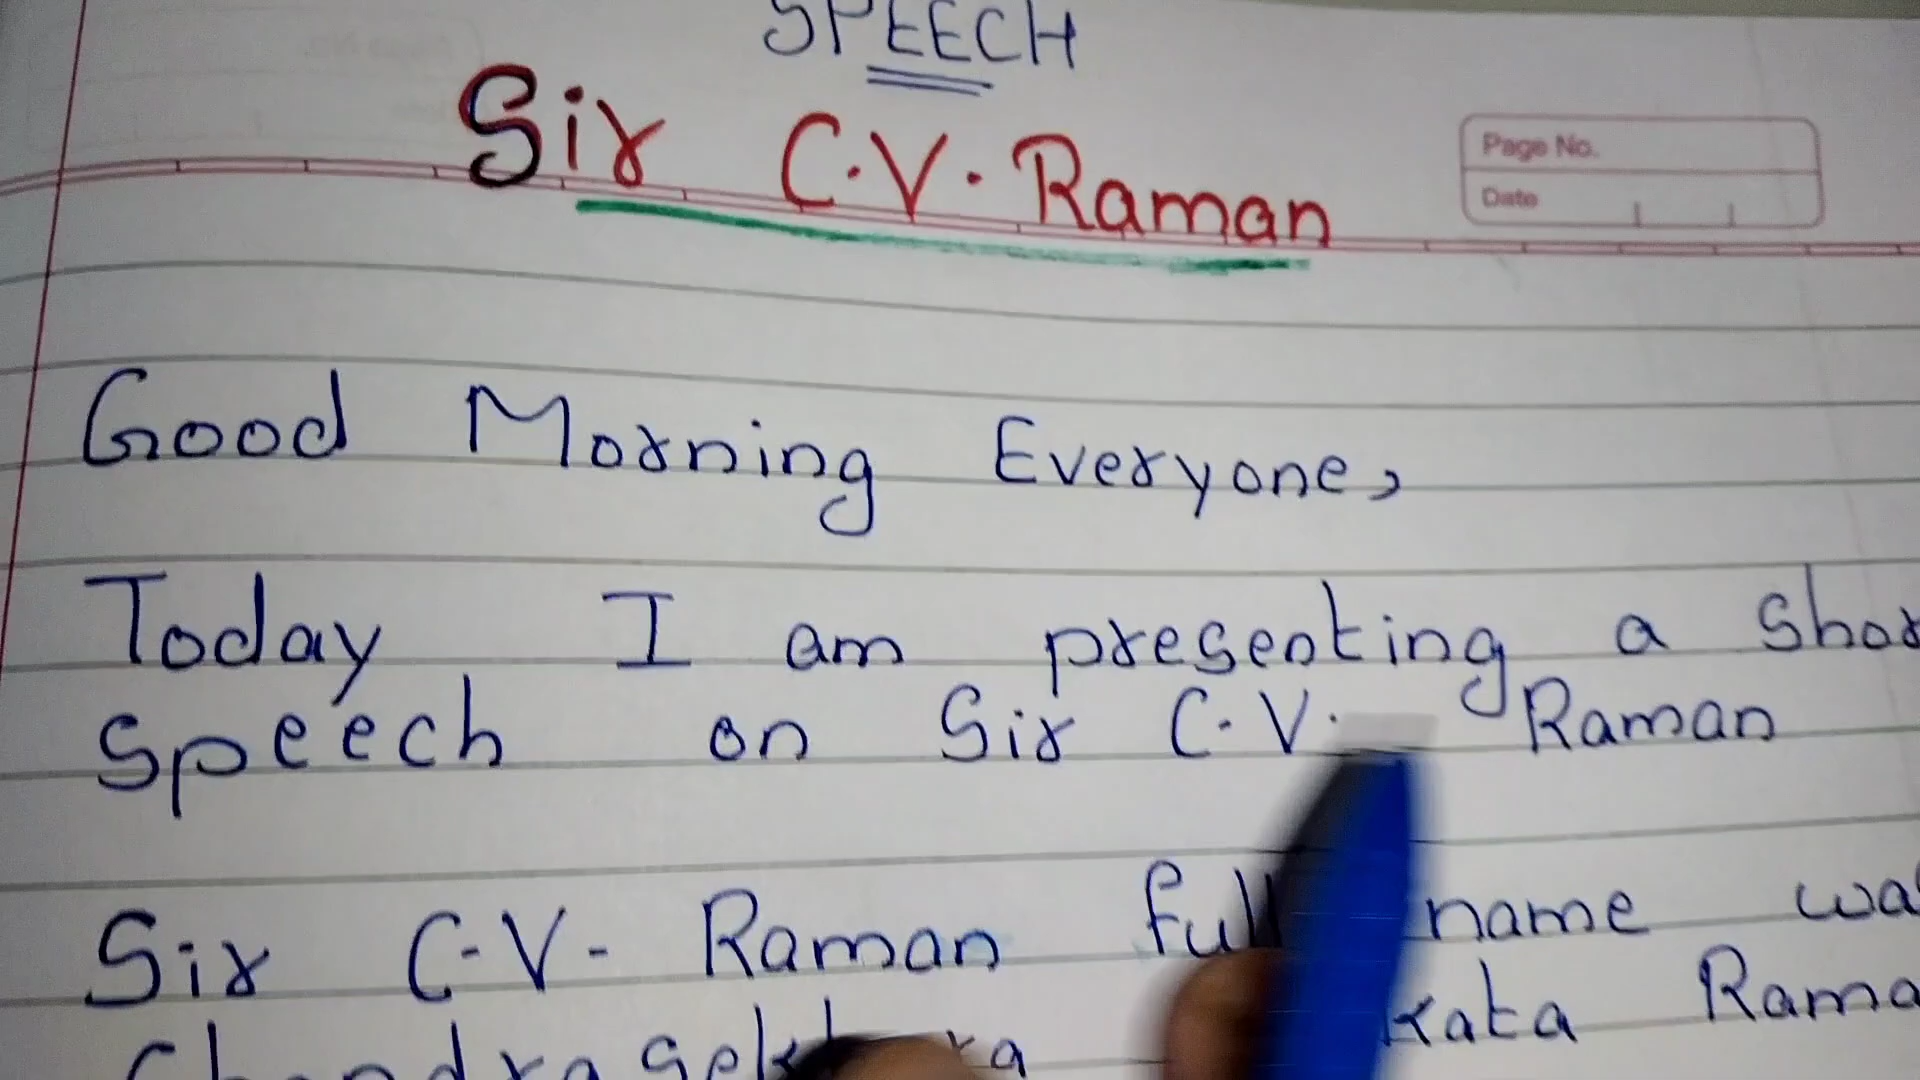 SPEECH
Sir C.V. Raman
Page No.
Date
Good Morning Everyone,
Today I am presenting a
speech on Sir C.V. Raman
Sir C.V. Raman full name